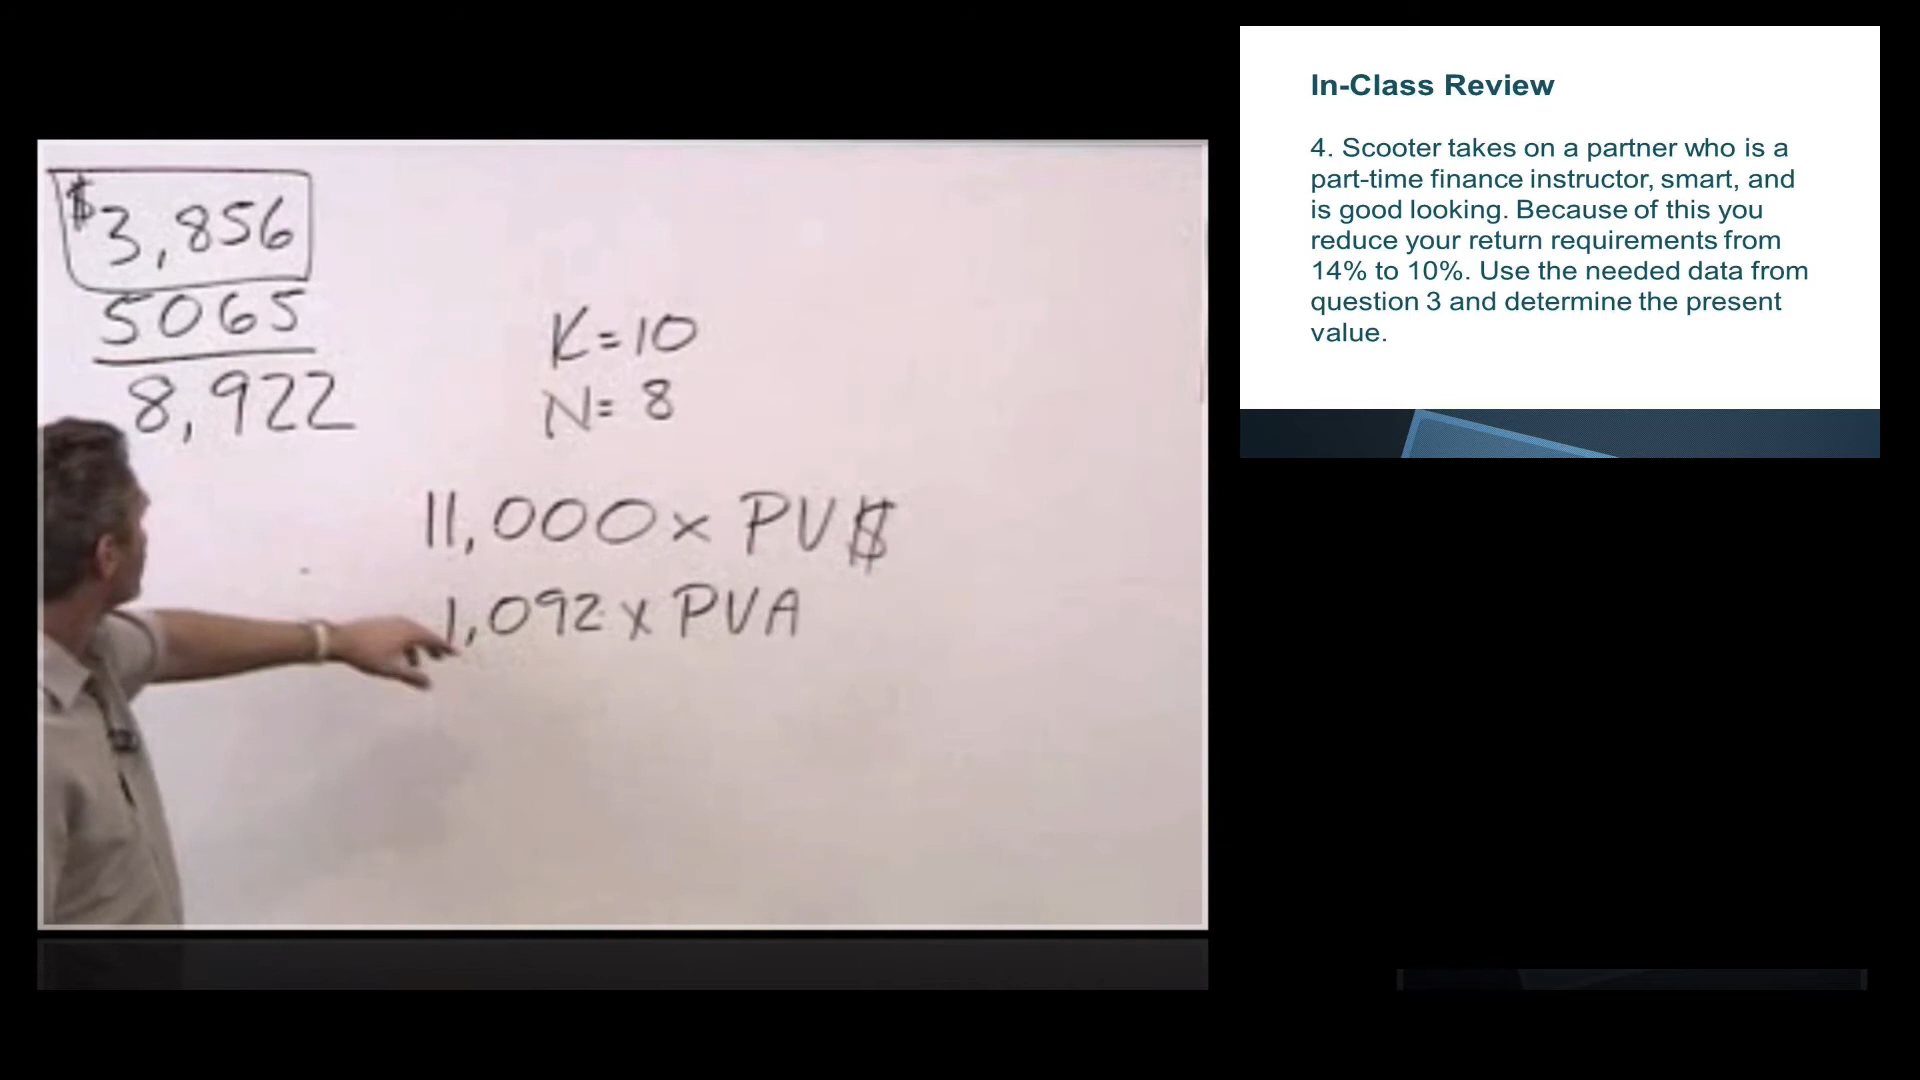 $3,856
5065
8,922
K=10
N= 8
11,000 x PV$
1,092 x PVA
In-Class Review
4. Scooter takes on a partner who is a
part-time finance instructor, smart, and
is good looking. Because of this you
reduce your return requirements from
14% to 10%. Use the needed data from
question 3 and determine the present
value.